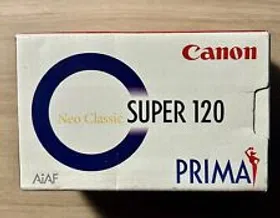 Canon
Neo Classic SUPER 120
AiAF
PRIMA